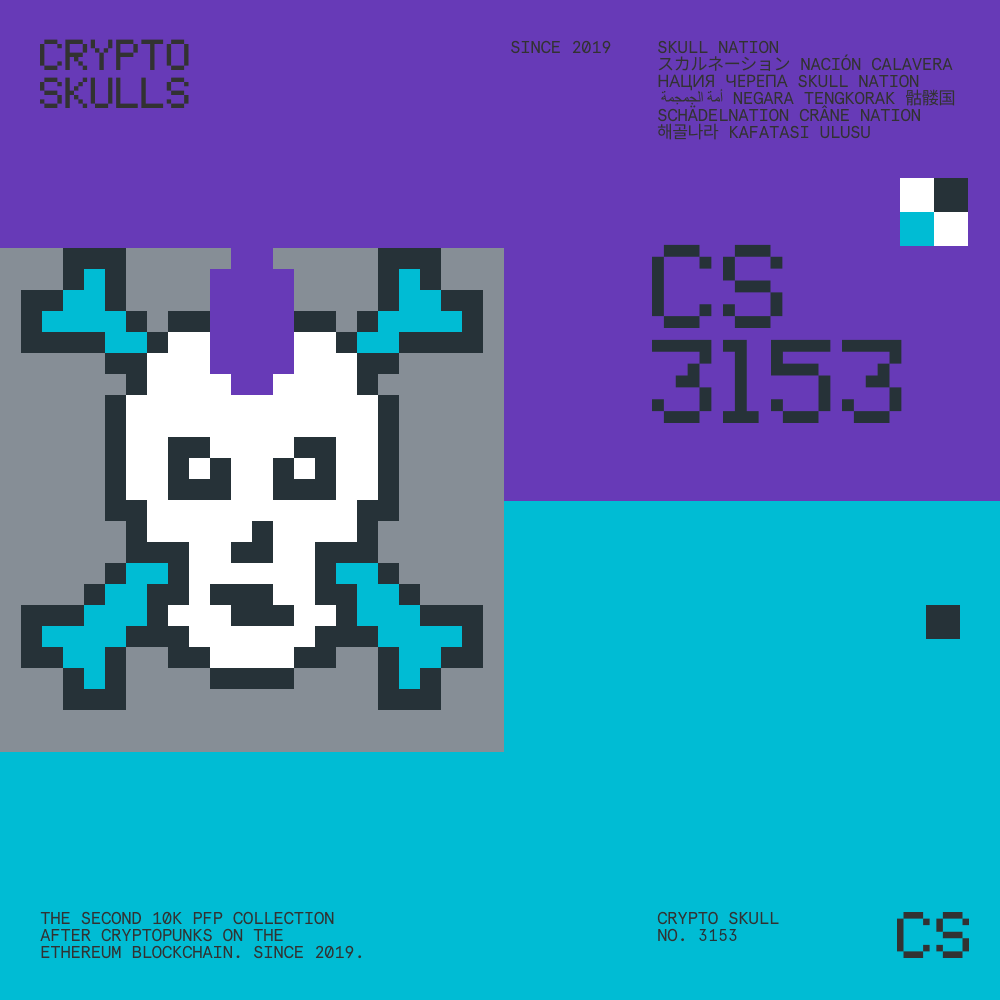 CRYPTO
SKULLS
SINCE 2019
SKULL NATION
スカルネーション NACIÓN CALAVERA
НАЦИЯ ЧЕРЕПА SKULL NATION
أمة الجمجمة NEGARA TENGKORAK 骷髅国
SCHÄDELNATION CRÂNE NATION
해골나라 KAFATASI ULUSU
CS
3153
THE SECOND 10K PFP COLLECTION
AFTER CRYPTOPUNKS ON THE
ETHEREUM BLOCKCHAIN. SINCE 2019.
CRYPTO SKULL
NO. 3153
CS